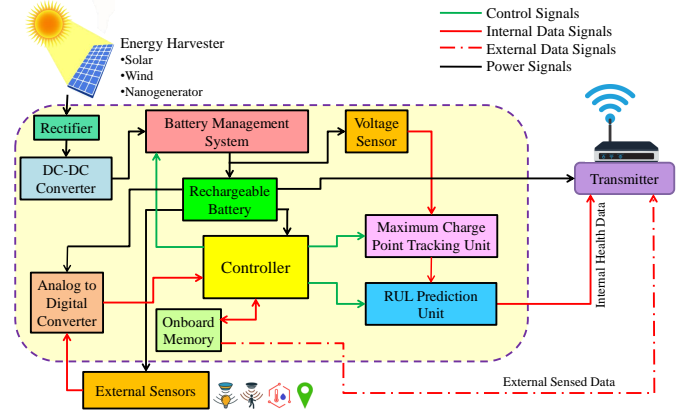 Control Signals
Internal Data Signals
External Data Signals
Power Signals
Energy Harvester
•Solar
•Wind
•Nanogenerator
Rectifier
Battery Management
System
Voltage
Sensor
DC-DC
Converter
Rechargeable
Battery
Transmitter
Maximum Charge
Point Tracking Unit
Controller
Internal Health Data
Analog to
Digital
Converter
RUL Prediction
Unit
Onboard
Memory
External Sensors
External Sensed Data